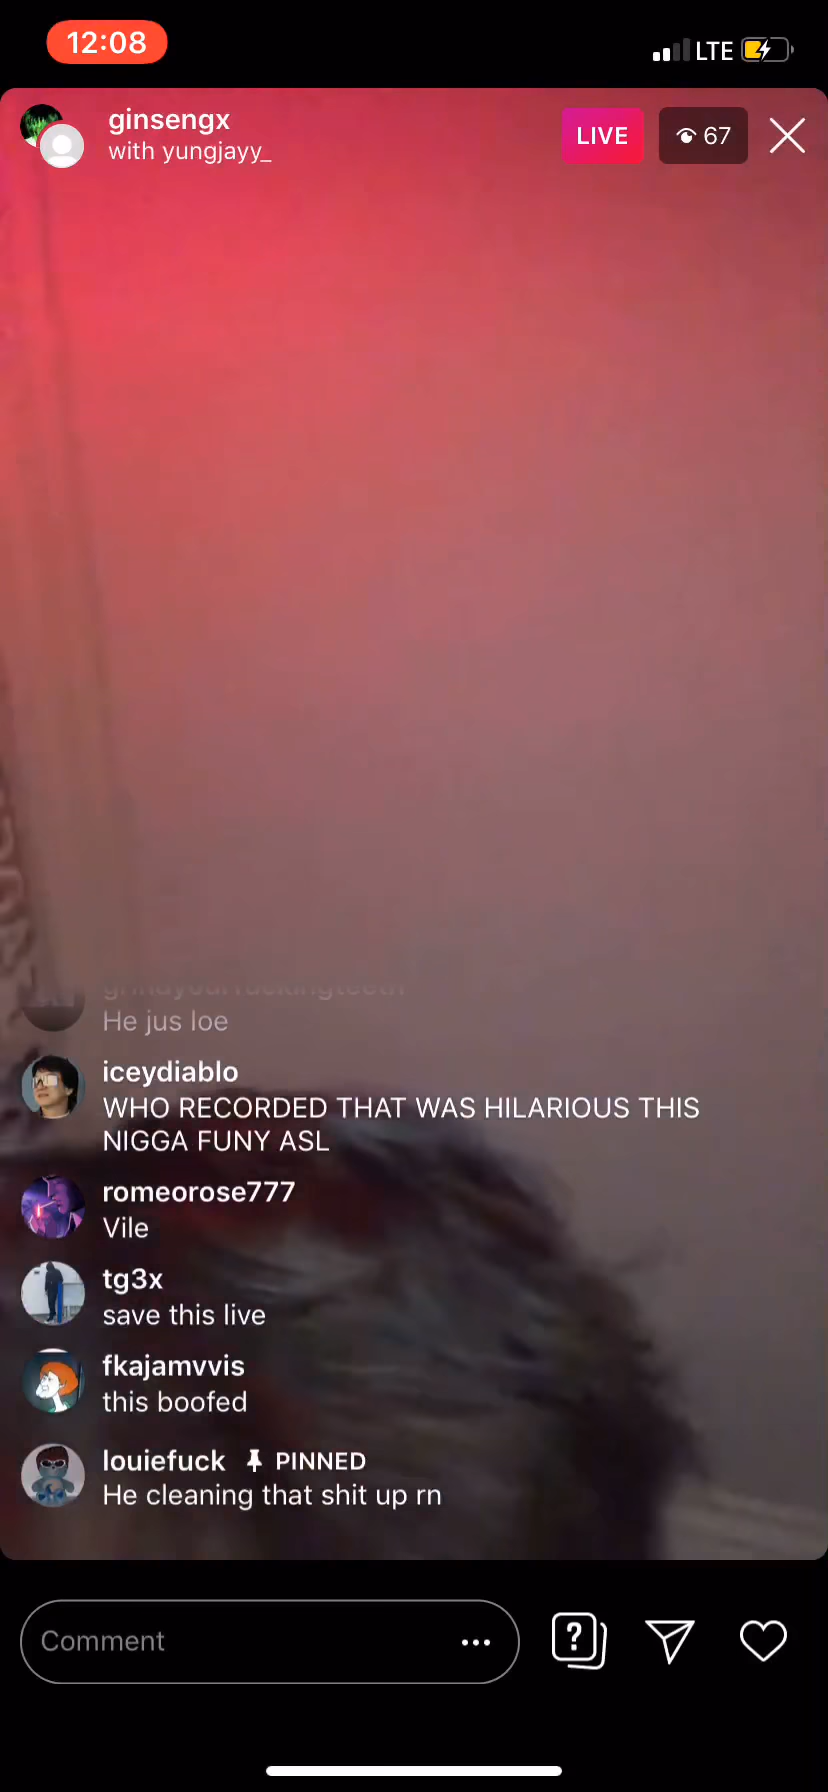 12:08
LTE
ginsengx
with yungjayy_
LIVE
67
He jus loe
iceydiablo
WHO RECORDED THAT WAS HILARIOUS THIS
NIGGA FUNY ASL
romeorose777
Vile
tg3x
save this live
fkajamvvis
this boofed
louiefuck PINNED
He cleaning that shit up rn
Comment